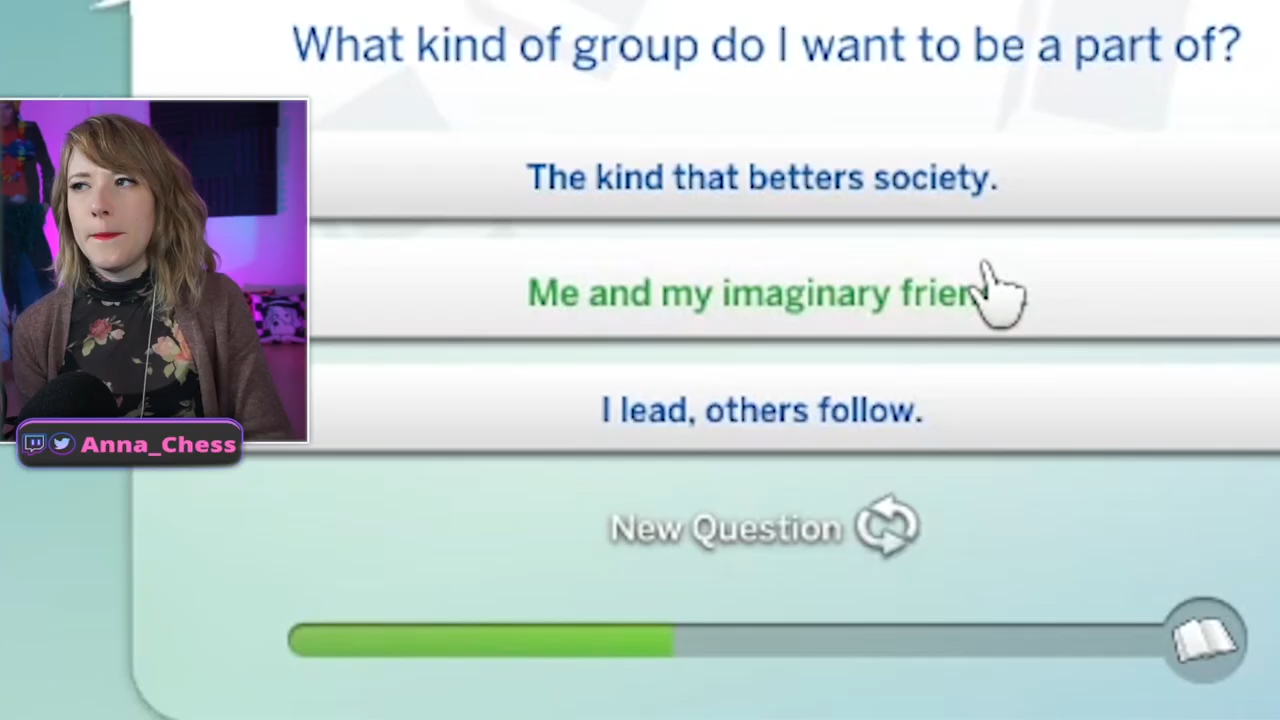 What kind of group do I want to be a part of?
The kind that betters society.
Me and my imaginary
I lead, others follow.
Anna_Chess
New Question